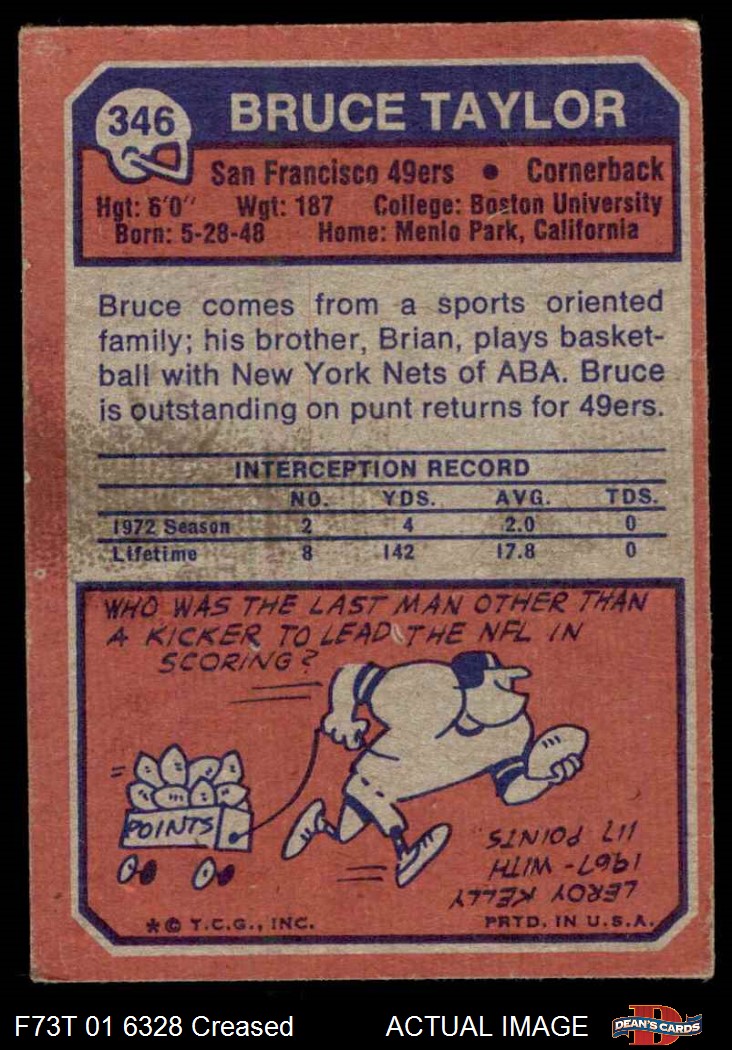 346
BRUCE TAYLOR
San Francisco 49ers • Cornerback
Hgt: 6'0" Wgt: 187 College: Boston University
Born: 5-28-48 Home: Menlo Park, California
Bruce comes from a sports oriented
family; his brother, Brian, plays basket-
ball with New York Nets of ABA. Bruce
is outstanding on punt returns for 49ers.
INTERCEPTION RECORD
NO. YDS. AVG. TDS.
1972 Season 2 4 2.0 0
Lifetime 8 142 17.8 0
WHO WAS THE LAST MAN OTHER THAN
A KICKER TO LEAD THE NFL IN
SCORING?
POINTS
LEROY KELLY
1967 - WITH
117 POINTS
*© T.C.G., INC. PRTD. IN U.S.A.
F73T 01 6328 Creased ACTUAL IMAGE
D
DEAN'S CARDS